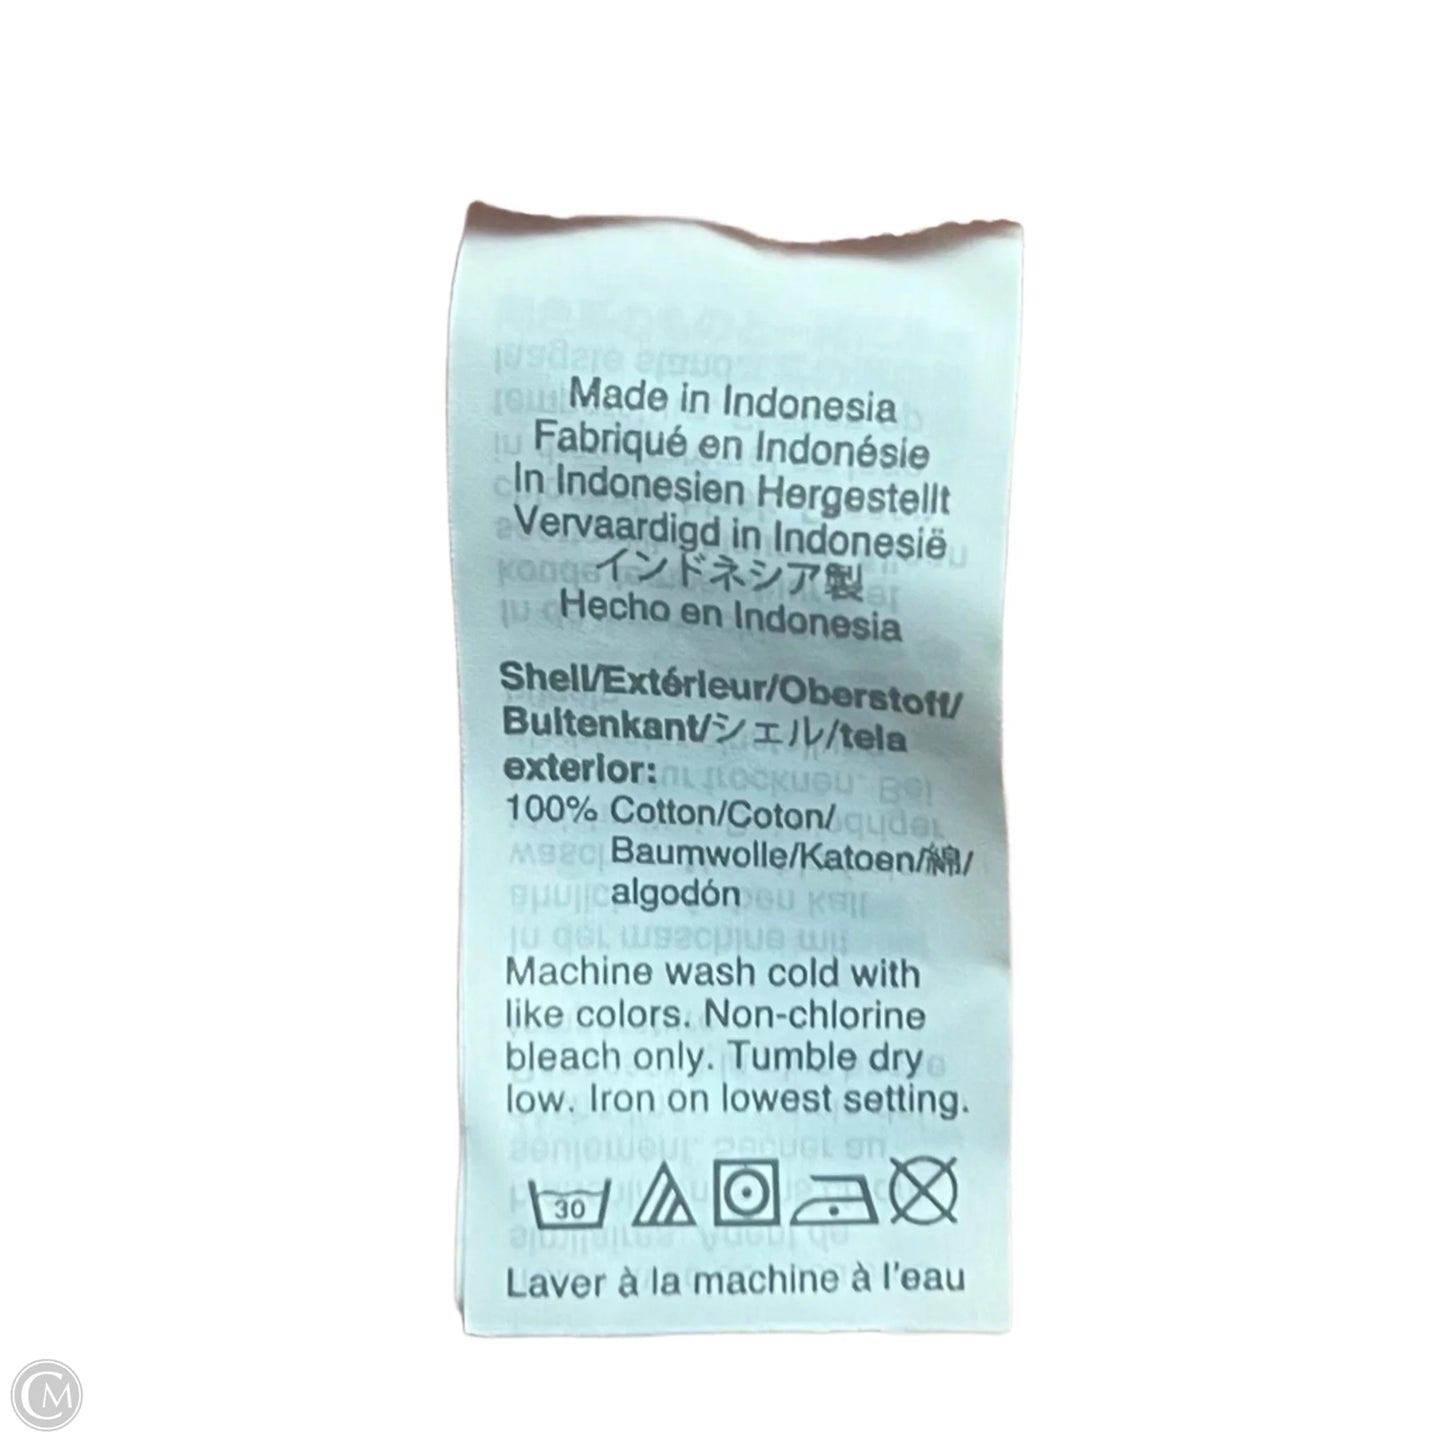 Made in Indonesia
Fabriqué en Indonésie
In Indonesien Hergestellt
Vervaardigd in Indonesië
インドネシア製
Hecho en Indonesia
Shell/Extérieur/Oberstoff/
Buitenkant/シェル/tela
exterior:
100% Cotton/Coton/
Baumwolle/Katoen/綿/
algodón
Machine wash cold with
like colors. Non-chlorine
bleach only. Tumble dry
low. Iron on lowest setting.
30
Laver à la machine à l'eau
CM